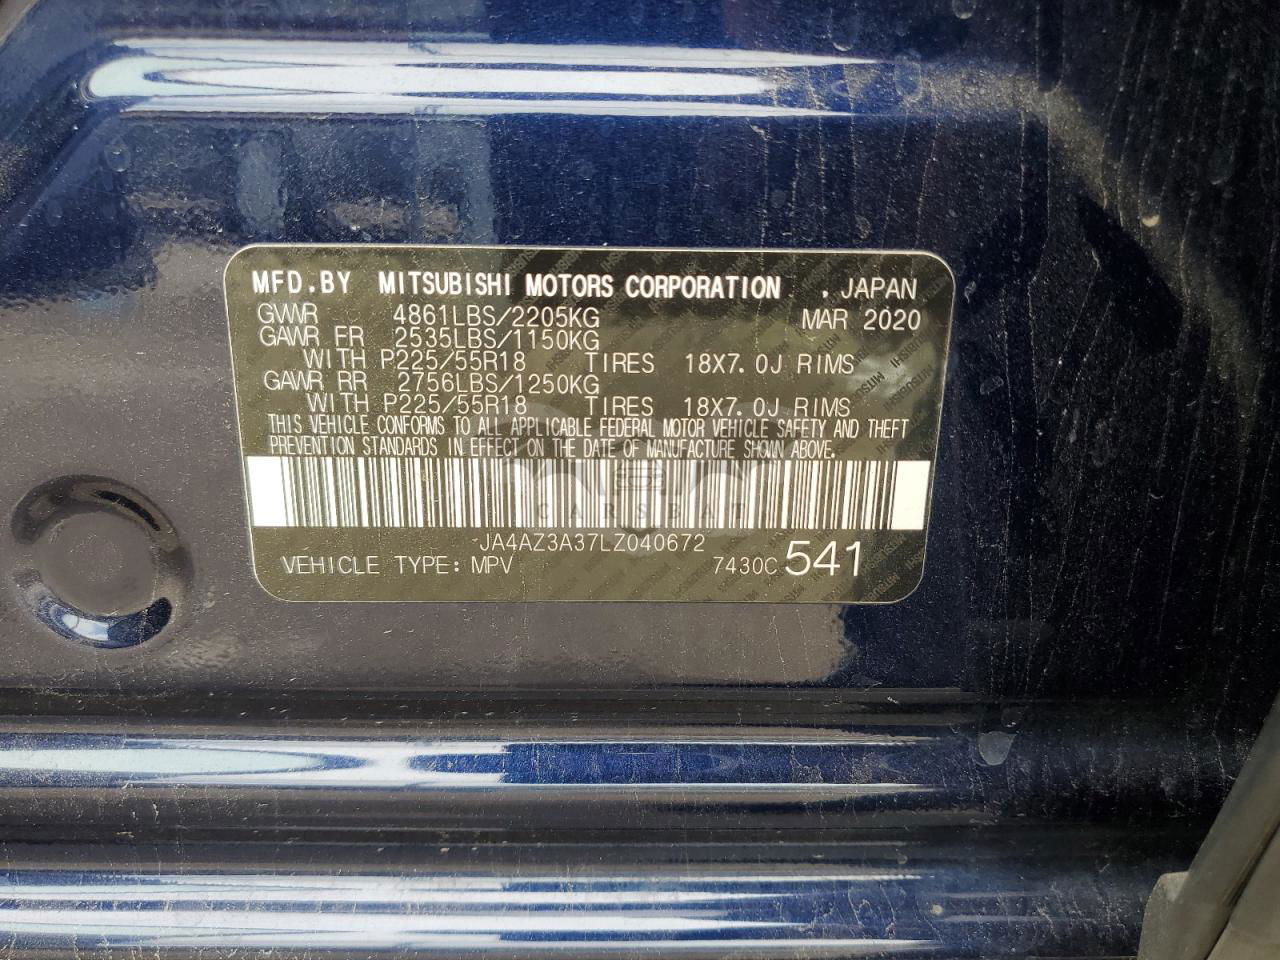 MFD.BY MITSUBISHI MOTORS CORPORATION , JAPAN
GVWR 4861LBS/2205KG MAR 2020
GAWR FR 2535LBS/1150KG
WITH P225/55R18 TIRES 18X7.0J RIMS
GAWR RR 2756LBS/1250KG
WITH P225/55R18 TIRES 18X7.0J RIMS
THIS VEHICLE CONFORMS TO ALL APPLICABLE FEDERAL MOTOR VEHICLE SAFETY AND THEFT
PREVENTION STANDARDS IN EFFECT ON THE DATE OF MANUFACTURE SHOWN ABOVE.
CARSBAT
JA4AZ3A37LZ040672
VEHICLE TYPE: MPV 7430C 541